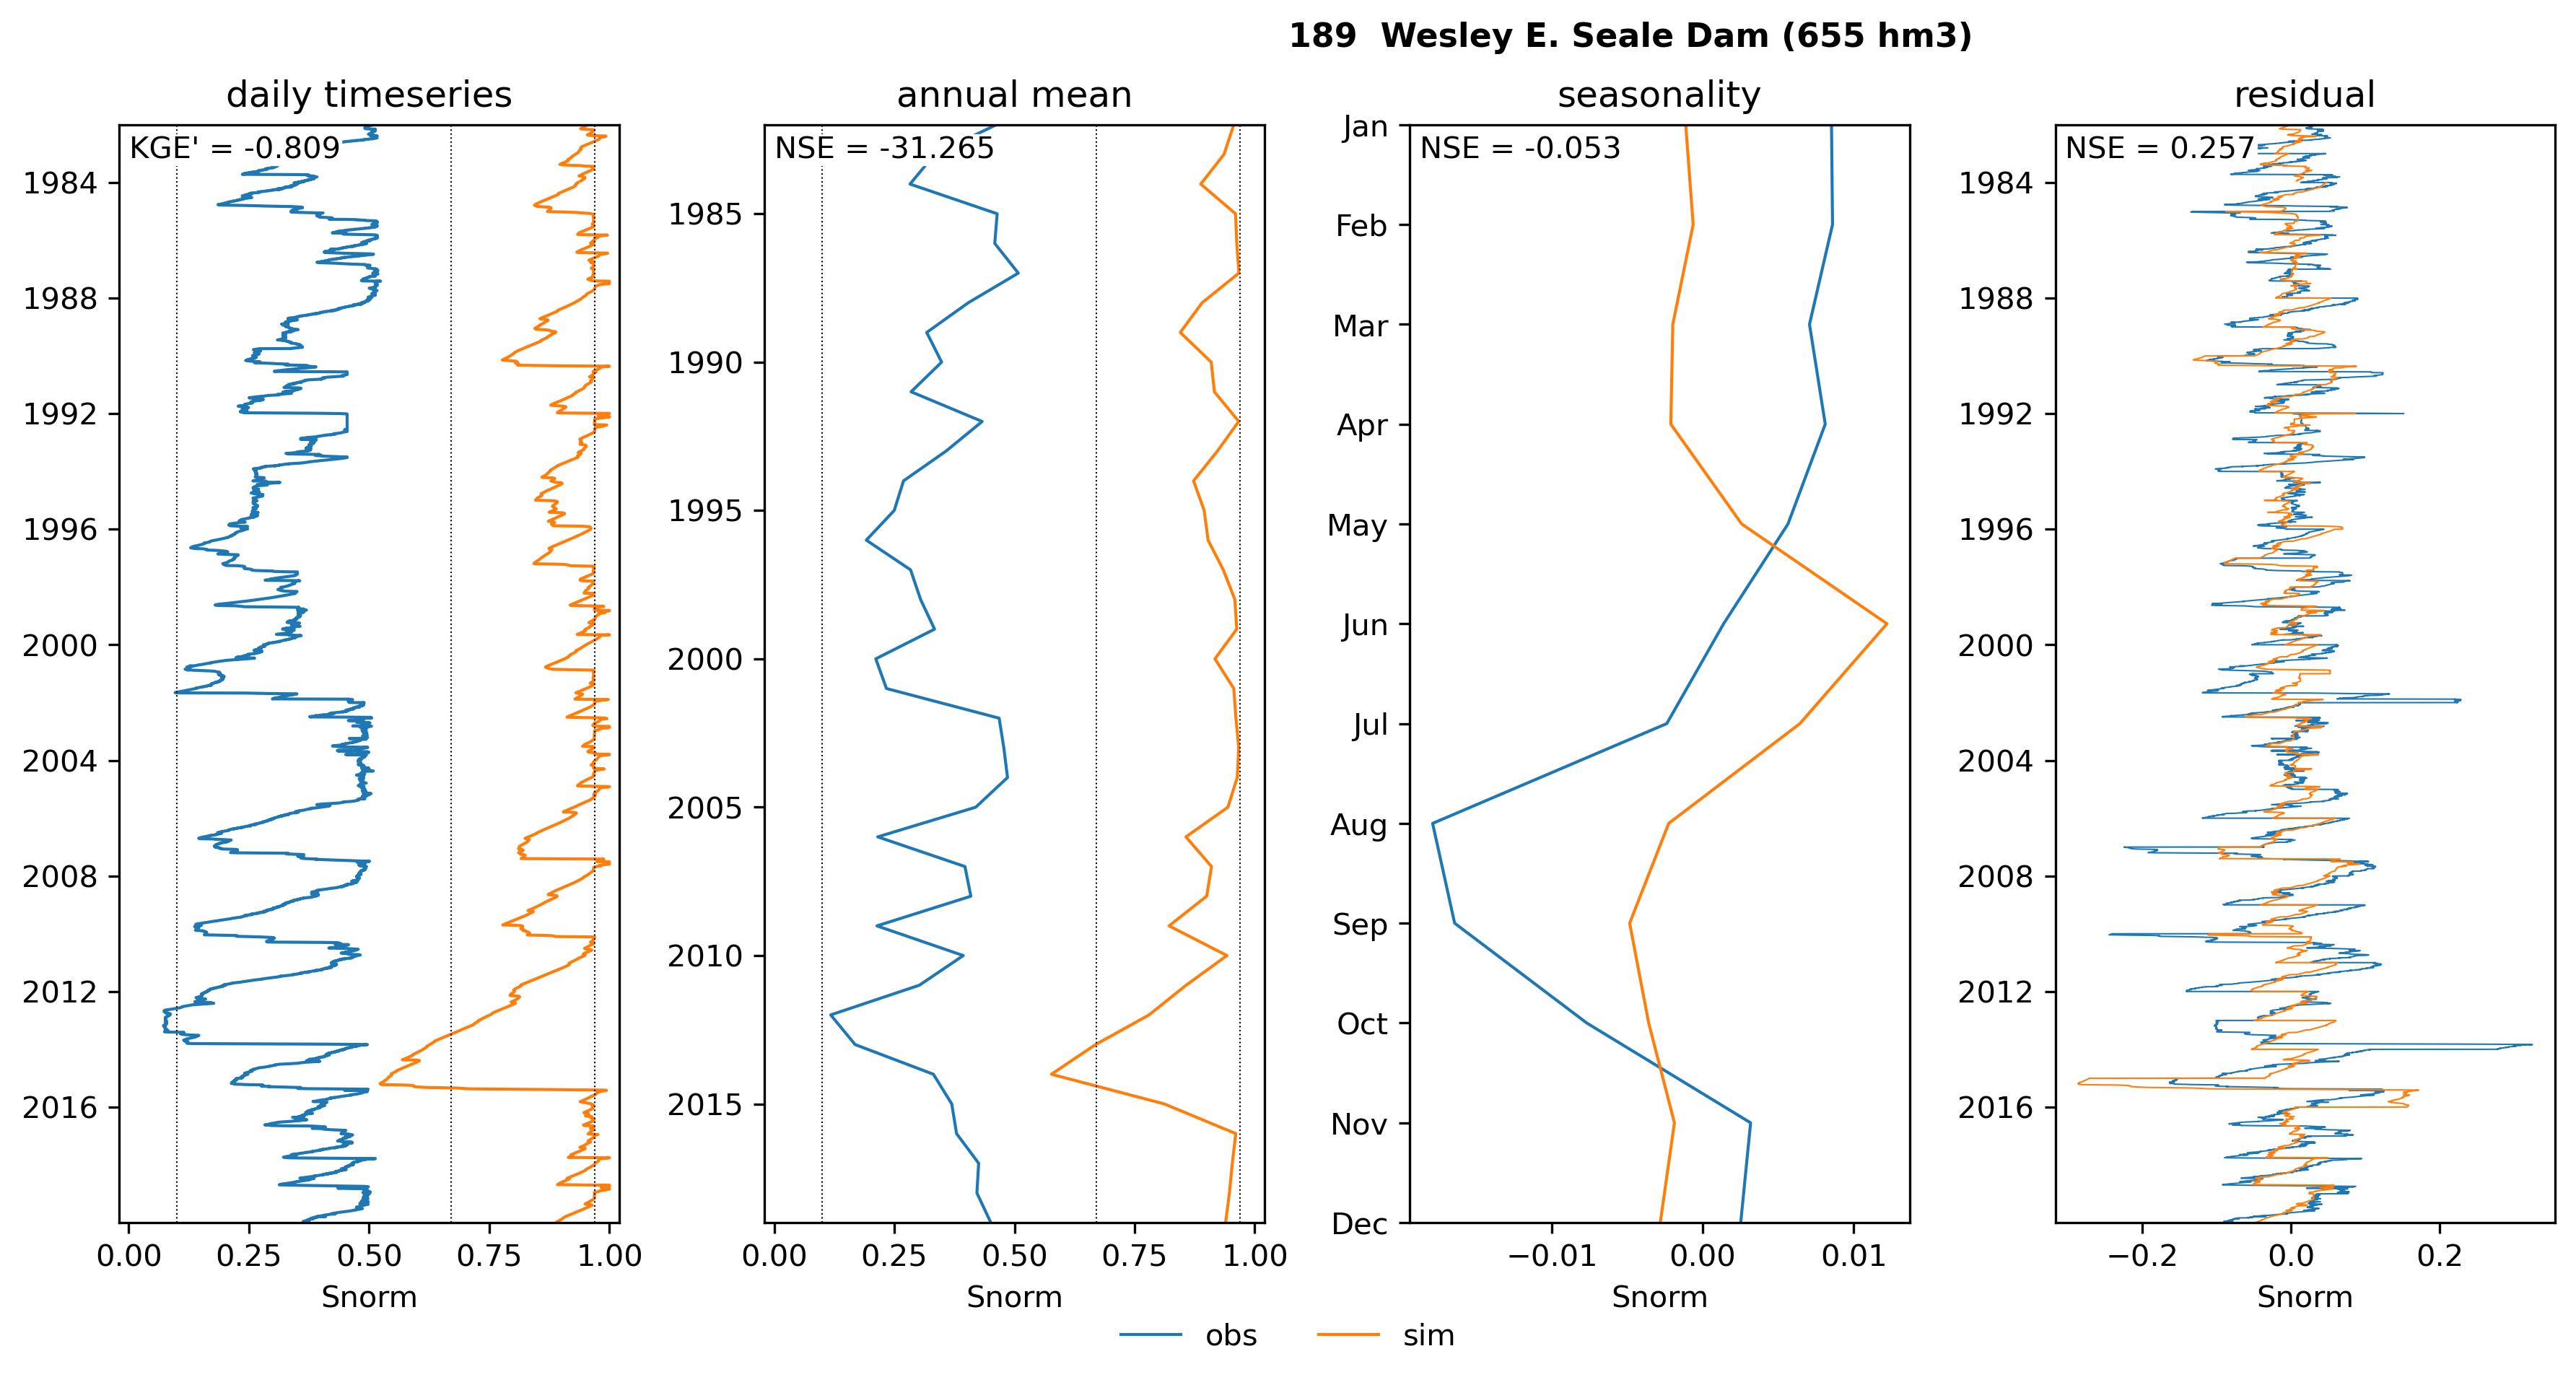 189  Wesley E. Seale Dam (655 hm3)
daily timeseries
KGE' = -0.809
1984
1988
1992
1996
2000
2004
2008
2012
2016
0.00 0.25 0.50 0.75 1.00
Snorm
annual mean
NSE = -31.265
1985
1990
1995
2000
2005
2010
2015
0.00 0.25 0.50 0.75 1.00
Snorm
seasonality
NSE = -0.053
Jan
Feb
Mar
Apr
May
Jun
Jul
Aug
Sep
Oct
Nov
Dec
−0.01 0.00 0.01
Snorm
residual
NSE = 0.257
1984
1988
1992
1996
2000
2004
2008
2012
2016
−0.2 0.0 0.2
Snorm
obs sim